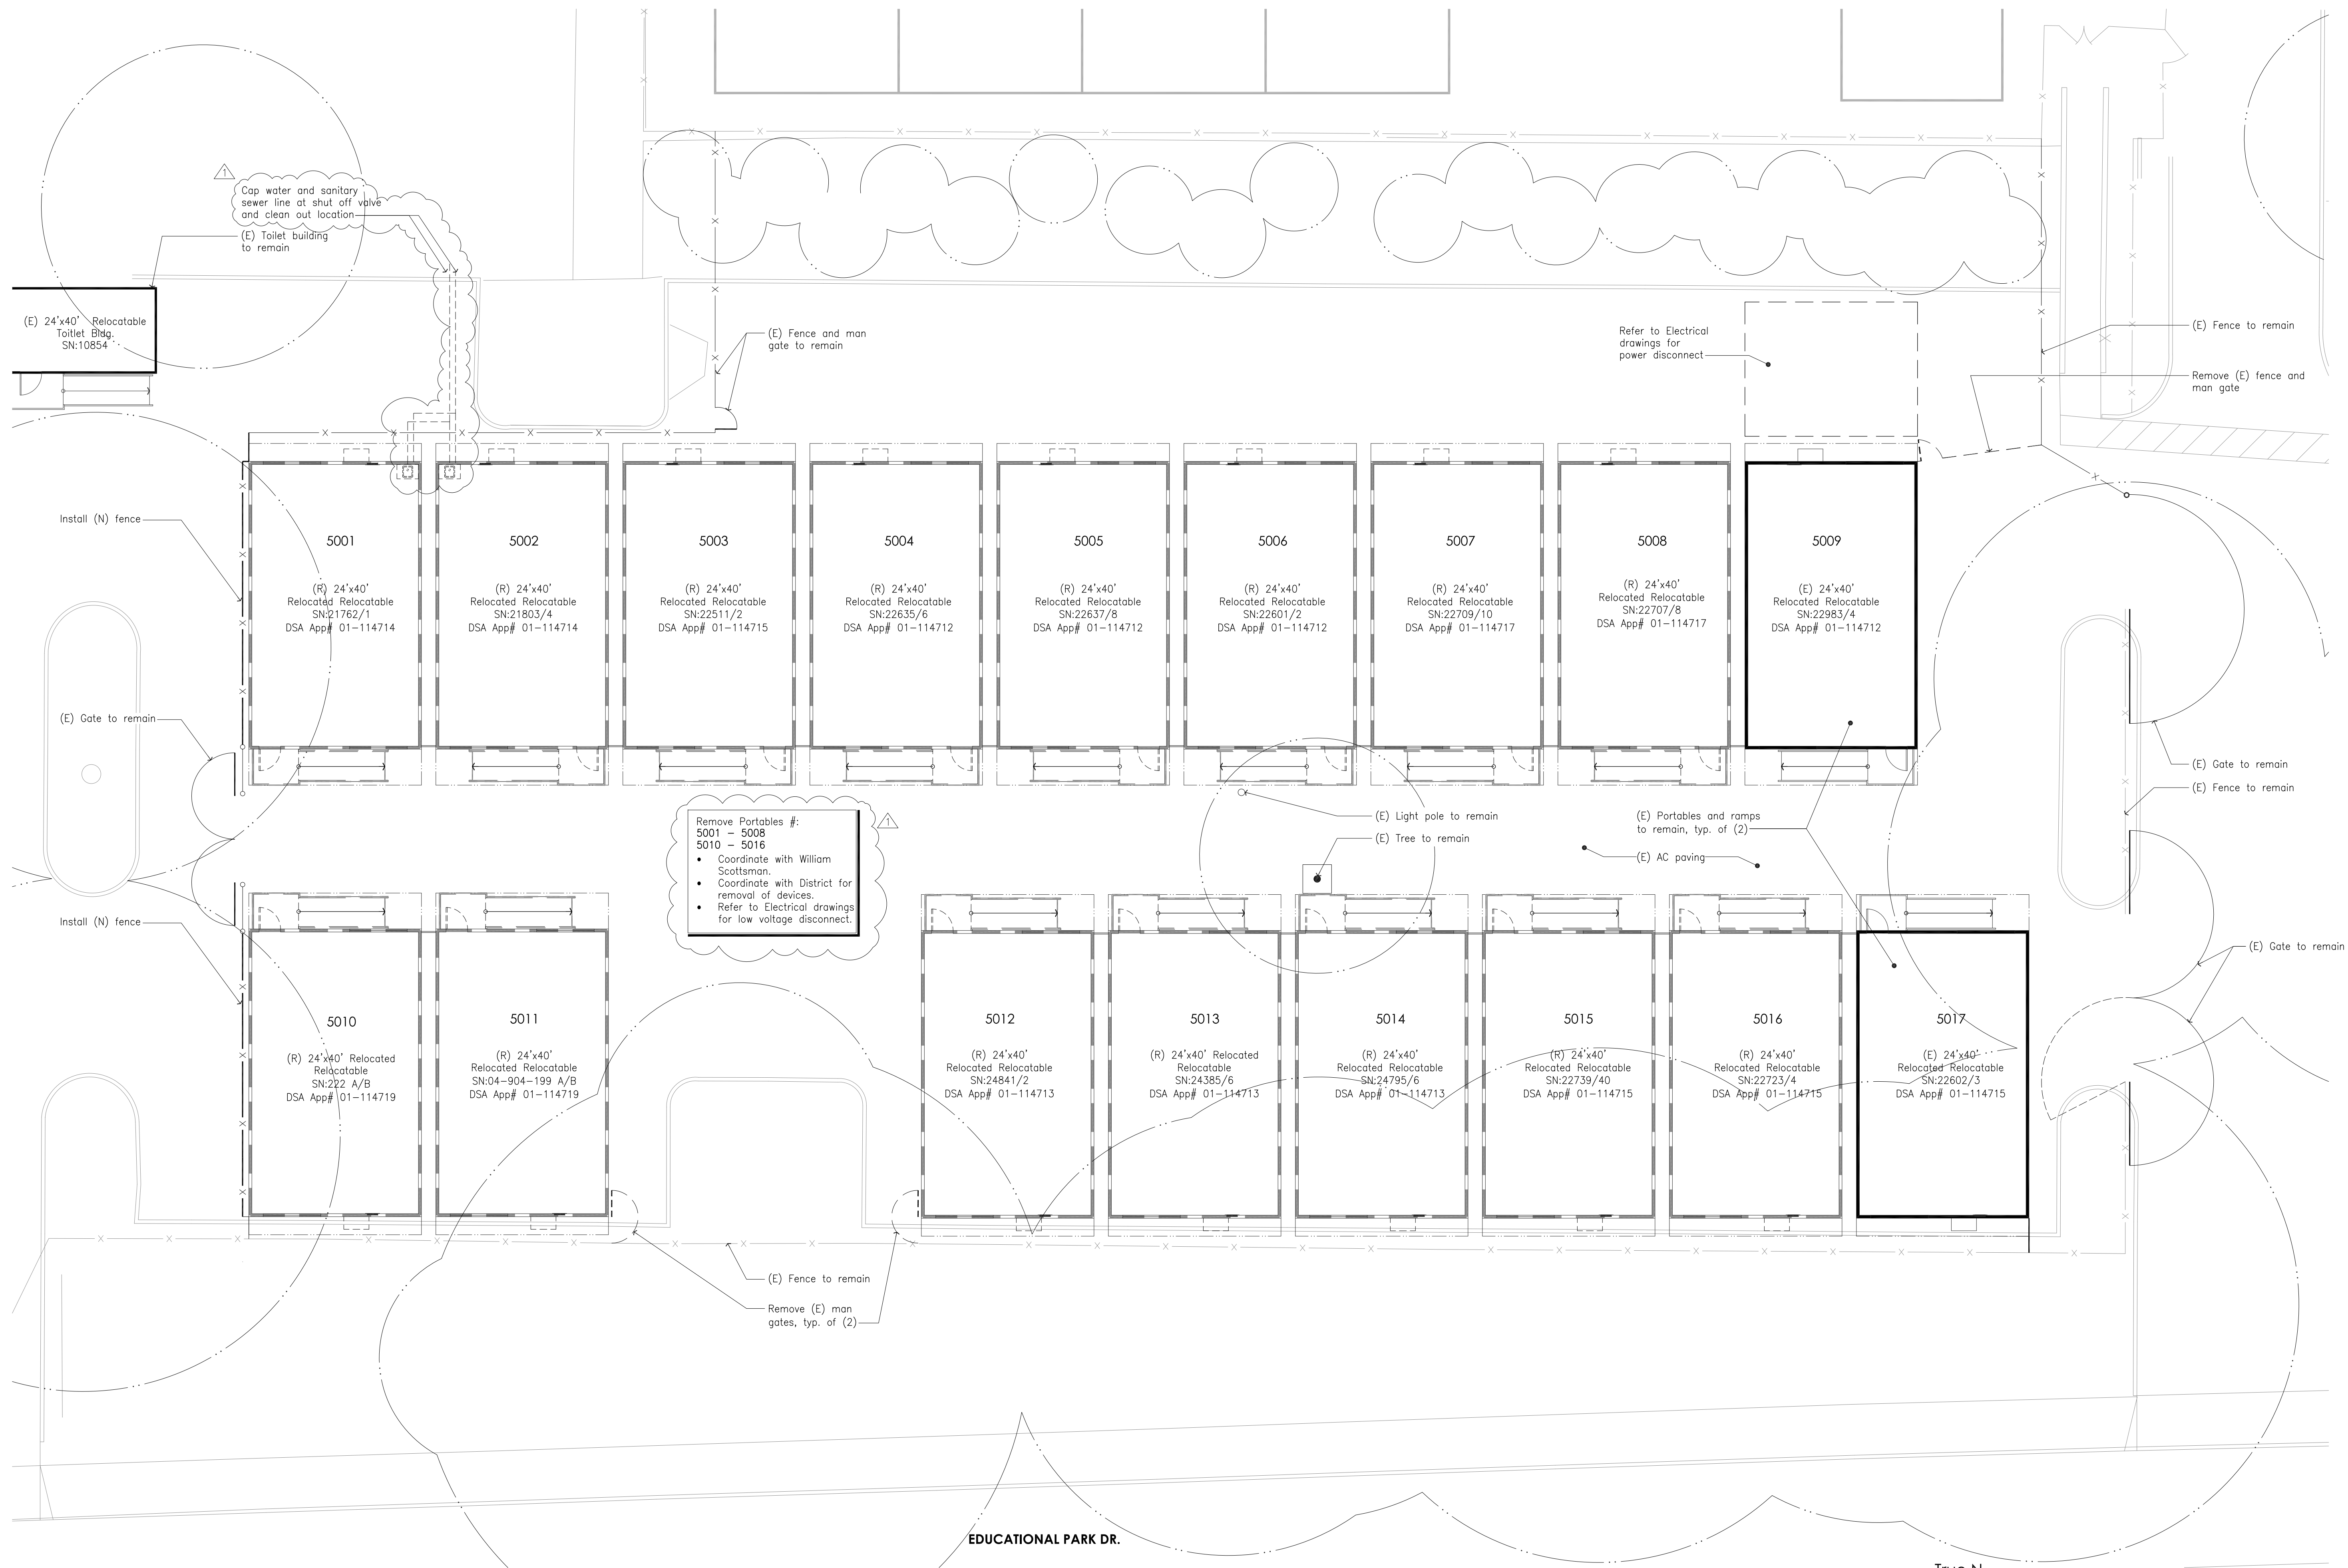 1
Cap water and sanitary
sewer line at shut off valve
and clean out location
(E) Toilet building
to remain
(E) 24'x40' Relocatable
Toitlet Bldg.
SN:10854
(E) Fence and man
gate to remain
Refer to Electrical
drawings for
power disconnect
(E) Fence to remain
Remove (E) fence and
man gate
Install (N) fence
5001
(R) 24'x40'
Relocated Relocatable
SN:21762/1
DSA App# 01-114714
5002
(R) 24'x40'
Relocated Relocatable
SN:21803/4
DSA App# 01-114714
5003
(R) 24'x40'
Relocated Relocatable
SN:22511/2
DSA App# 01-114715
5004
(R) 24'x40'
Relocated Relocatable
SN:22635/6
DSA App# 01-114712
5005
(R) 24'x40'
Relocated Relocatable
SN:22637/8
DSA App# 01-114712
5006
(R) 24'x40'
Relocated Relocatable
SN:22601/2
DSA App# 01-114712
5007
(R) 24'x40'
Relocated Relocatable
SN:22709/10
DSA App# 01-114717
5008
(R) 24'x40'
Relocated Relocatable
SN:22707/8
DSA App# 01-114717
5009
(E) 24'x40'
Relocated Relocatable
SN:22983/4
DSA App# 01-114712
(E) Gate to remain
(E) Gate to remain
(E) Fence to remain
Remove Portables #:
5001 - 5008
5010 - 5016
• Coordinate with William
Scottsman.
• Coordinate with District for
removal of devices.
• Refer to Electrical drawings
for low voltage disconnect.
1
(E) Light pole to remain
(E) Tree to remain
(E) Portables and ramps
to remain, typ. of (2)
(E) AC paving
Install (N) fence
(E) Gate to remain
5010
(R) 24'x40' Relocated
Relocatable
SN:222 A/B
DSA App# 01-114719
5011
(R) 24'x40'
Relocated Relocatable
SN:04-904-199 A/B
DSA App# 01-114719
5012
(R) 24'x40'
Relocated Relocatable
SN:24841/2
DSA App# 01-114713
5013
(R) 24'x40' Relocated
Relocatable
SN:24385/6
DSA App# 01-114713
5014
(R) 24'x40'
Relocated Relocatable
SN:24795/6
DSA App# 01-114713
5015
(R) 24'x40'
Relocated Relocatable
SN:22739/40
DSA App# 01-114715
5016
(R) 24'x40'
Relocated Relocatable
SN:22723/4
DSA App# 01-114715
5017
(E) 24'x40'
Relocated Relocatable
SN:22602/3
DSA App# 01-114715
(E) Fence to remain
Remove (E) man
gates, typ. of (2)
EDUCATIONAL PARK DR.